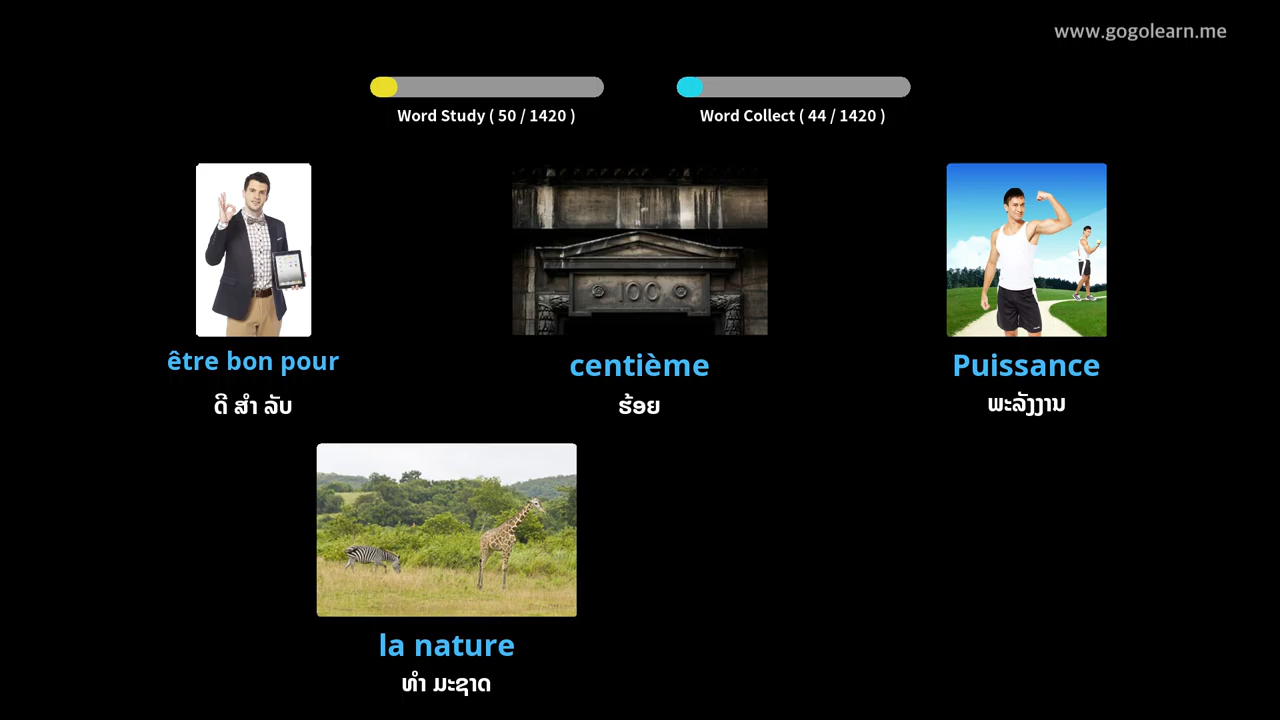 www.gogolearn.me
Word Study ( 50 / 1420 )
Word Collect ( 44 / 1420 )
100
être bon pour
ດີ ສຳ ລັບ
centième
ຮ້ອຍ
Puissance
ພະລັງງານ
la nature
ທຳ ມະຊາດ